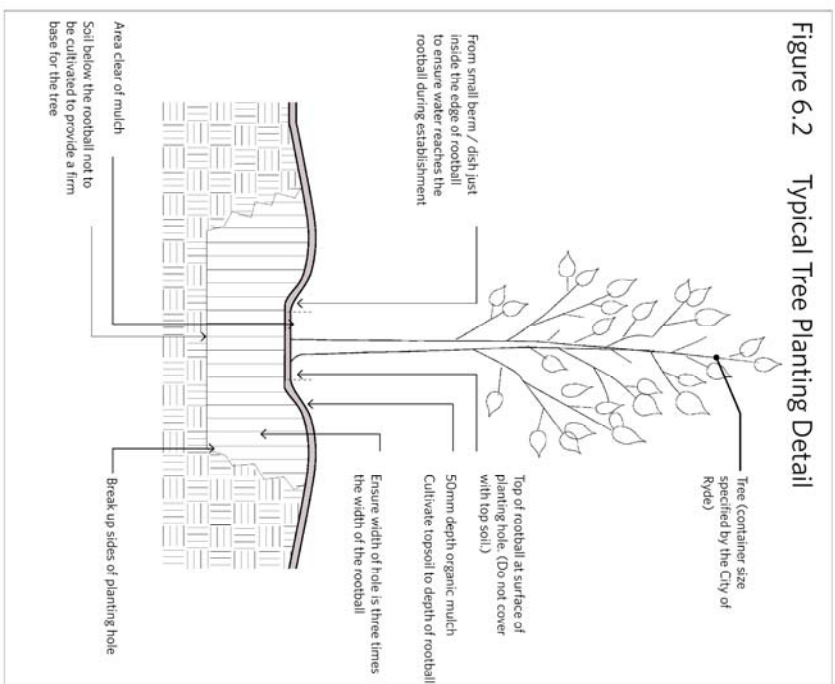 Figure 6.2 Typical Tree Planting Detail
Tree (container size
specified by the City of
Ryde)
From small berm / dish just
inside the edge of rootball
to ensure water reaches the
rootball during establishment
Top of rootball at surface of
planting hole. (Do not cover
with top soil.)
50mm depth organic mulch
Cultivate topsoil to depth of rootball
Ensure width of hole is three times
the width of the rootball
Area clear of mulch
Soil below the rootball not to
be cultivated to provide a firm
base for the tree
Break up sides of planting hole